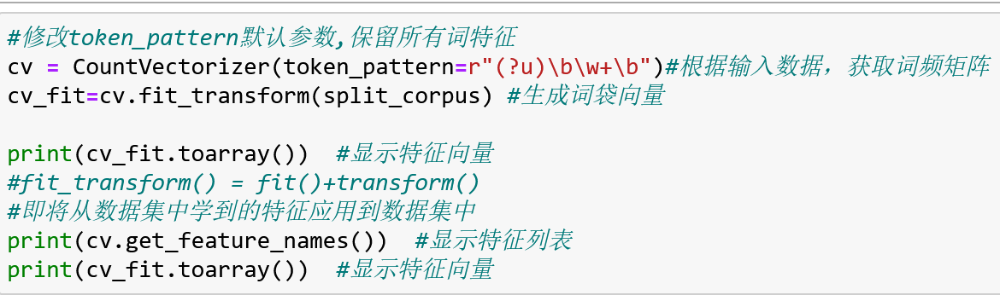 #修改token_pattern默认参数,保留所有词特征
cv = CountVectorizer(token_pattern=r"(?u)\b\w+\b")#根据输入数据，获取词频矩阵
cv_fit=cv.fit_transform(split_corpus) #生成词袋向量
print(cv_fit.toarray())  #显示特征向量
#fit_transform() = fit()+transform()
#即将从数据集中学到的特征应用到数据集中
print(cv.get_feature_names())  #显示特征列表
print(cv_fit.toarray())  #显示特征向量